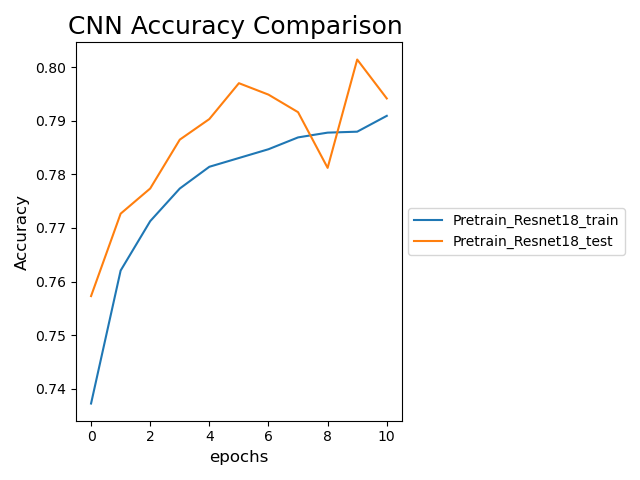 CNN Accuracy Comparison
0.80
0.79
0.78
0.77
0.76
0.75
0.74
Accuracy
0 2 4 6 8 10
epochs
Pretrain_Resnet18_train
Pretrain_Resnet18_test